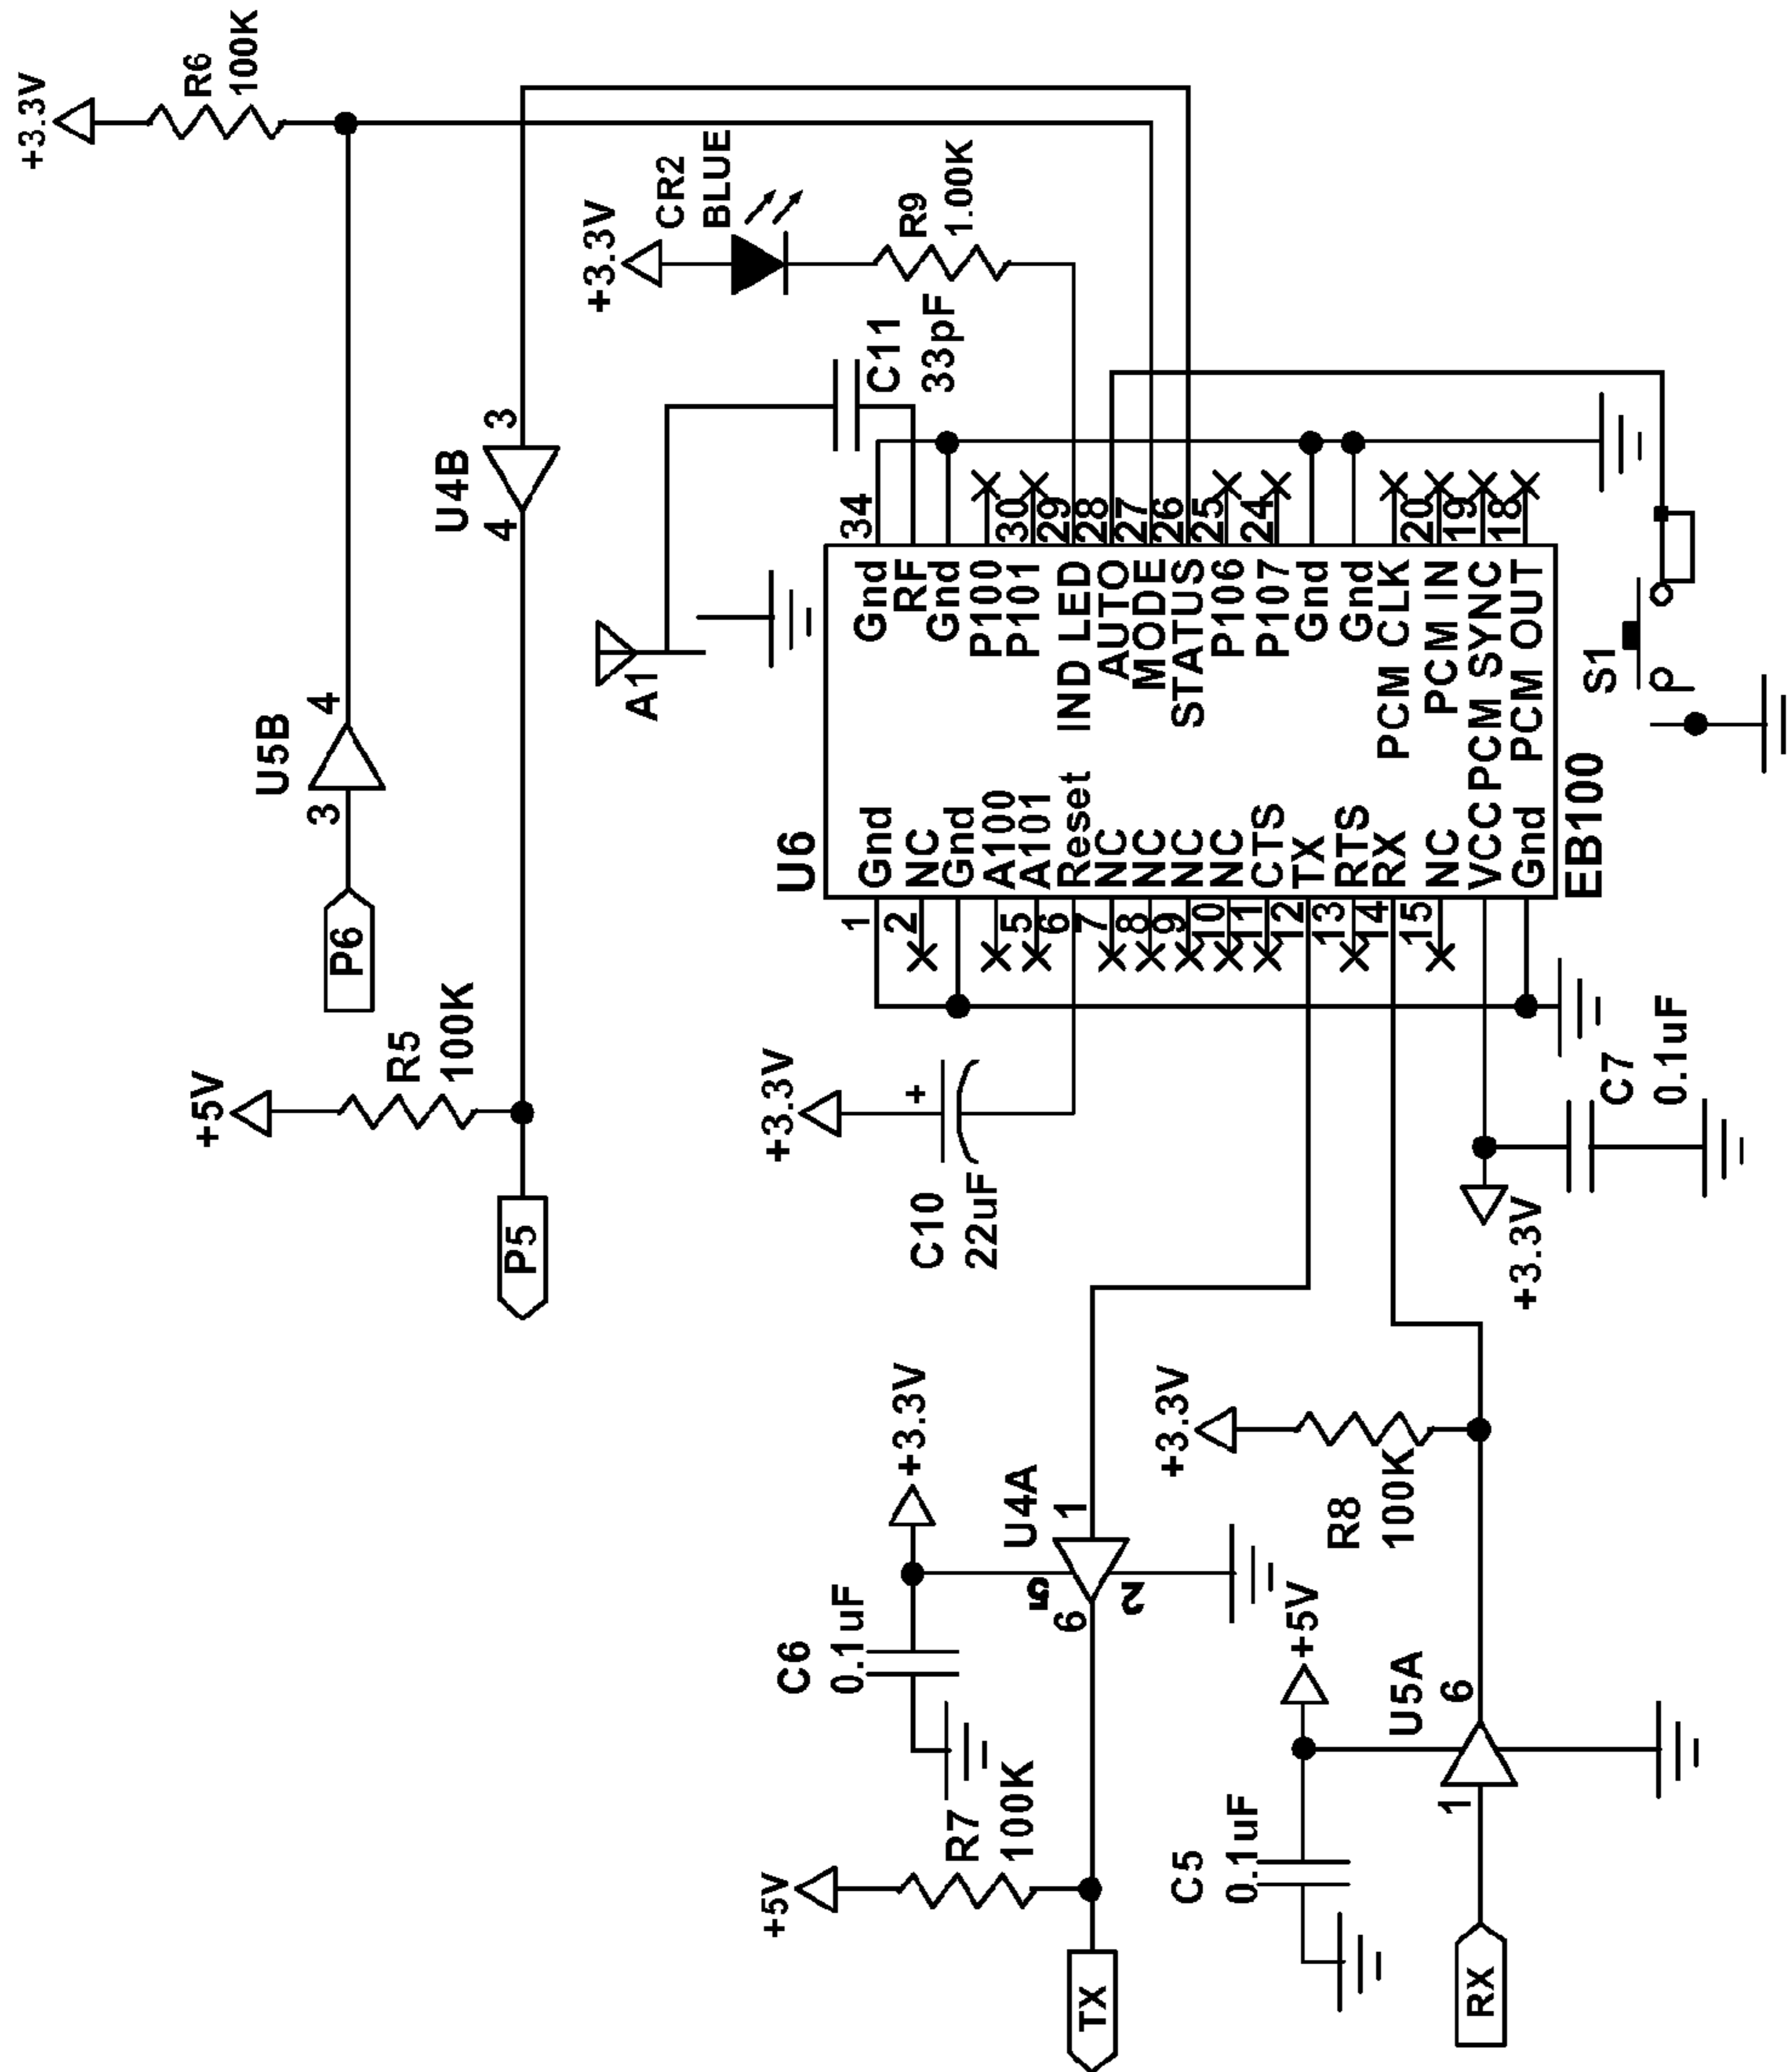 +3.3V
R6
100K
+5V
R5
100K
P6
3
U5B
4
P5
4
U4B
3
+3.3V
CR2
BLUE
R9
1.00K
A1
C11
33pF
+3.3V
+
C10
22uF
U6
1
Gnd
Gnd
34
RF
2
NC
Gnd
Gnd
A100
P100
5
A101
P101
30
6
Reset
IND LED
29
7
NC
AUTO
28
8
NC
MODE
27
9
NC
STATUS
26
10
NC
P106
25
11
CTS
P107
24
12
TX
Gnd
13
RTS
Gnd
14
RX
PCM CLK
15
NC
PCM IN
20
VCC
PCM SYNC
19
Gnd
PCM OUT
18
EB100
S1
+5V
R7
100K
C6
0.1uF
+3.3V
U4A
6
5
2
1
TX
+3.3V
R8
100K
C5
0.1uF
+5V
U5A
1
6
RX
+3.3V
C7
0.1uF